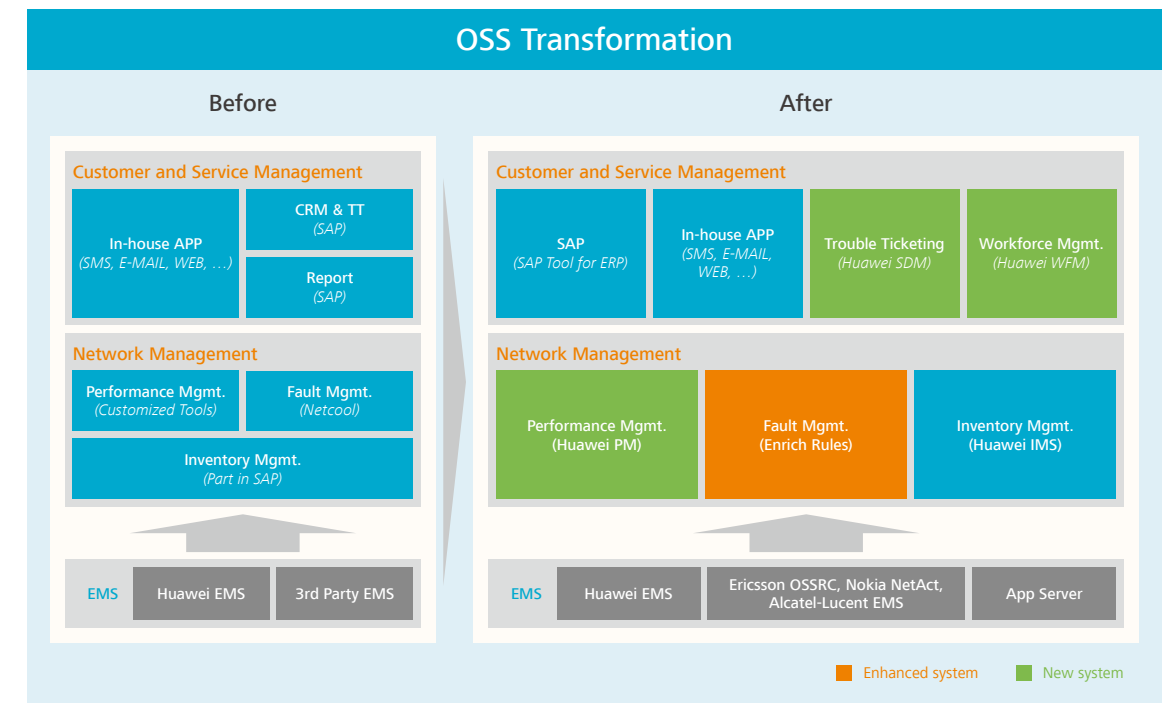 OSS Transformation
Before
Customer and Service Management
In-house APP
(SMS, E-MAIL, WEB, …)
CRM & TT
(SAP)
Report
(SAP)
Network Management
Performance Mgmt.
(Customized Tools)
Fault Mgmt.
(Netcool)
Inventory Mgmt.
(Part in SAP)
EMS
Huawei EMS
3rd Party EMS
After
Customer and Service Management
SAP
(SAP Tool for ERP)
In-house APP
(SMS, E-MAIL,
WEB, …)
Trouble Ticketing
(Huawei SDM)
Workforce Mgmt.
(Huawei WFM)
Network Management
Performance Mgmt.
(Huawei PM)
Fault Mgmt.
(Enrich Rules)
Inventory Mgmt.
(Huawei IMS)
EMS
Huawei EMS
Ericsson OSSRC, Nokia NetAct,
Alcatel-Lucent EMS
App Server
Enhanced system
New system